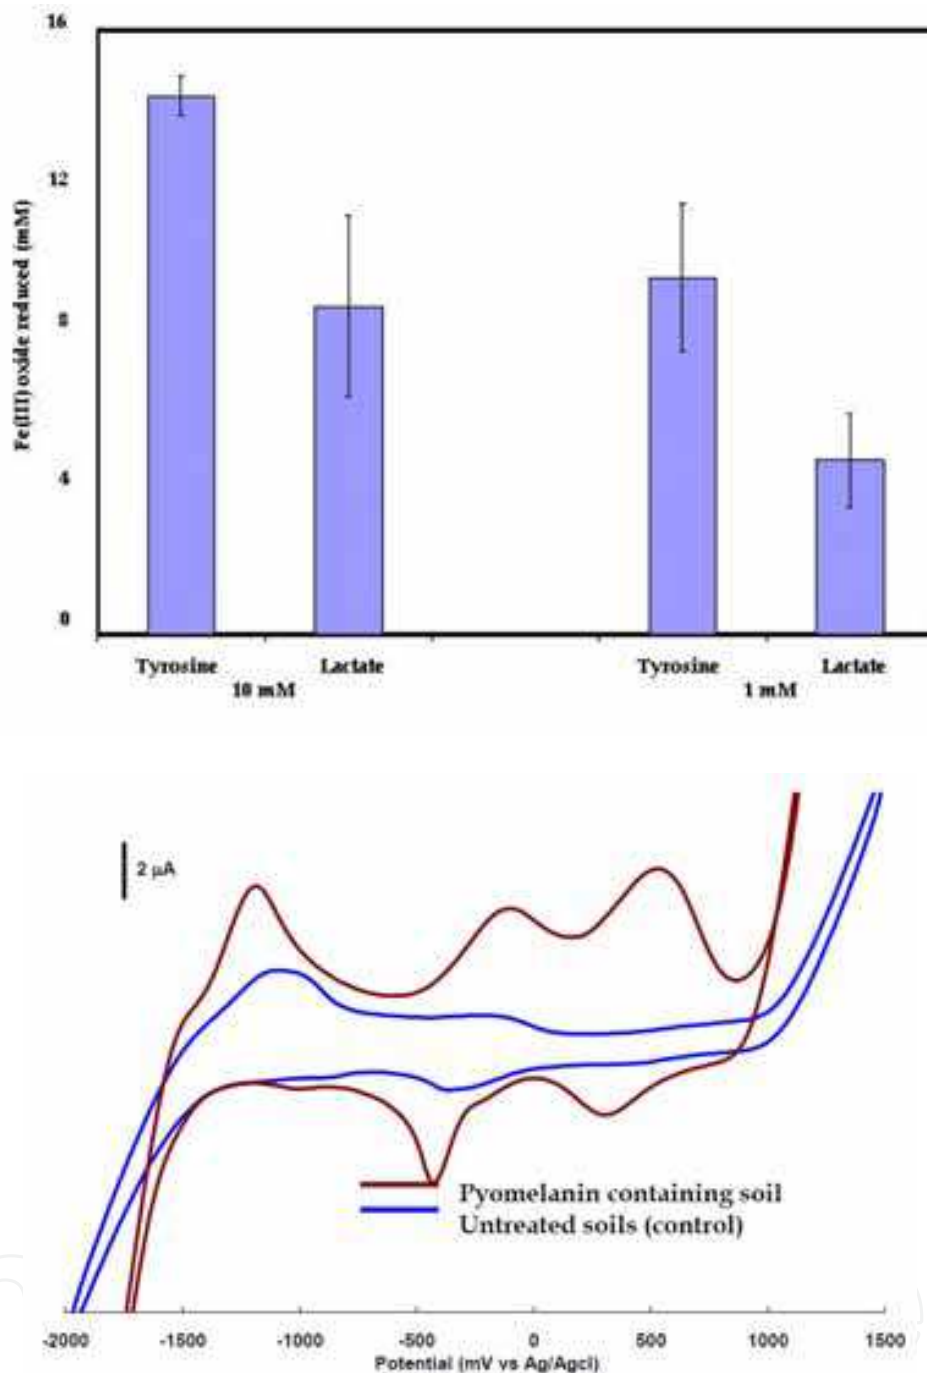 16
12
8
4
0
Fe(III) oxide reduced (mM)
Tyrosine Lactate Tyrosine Lactate
10 mM 1 mM
2 µA
Pyomelanin containing soil
Untreated soils (control)
-2000 -1500 -1000 -500 0 500 1000 1500
Potential (mV vs Ag/Agcl)